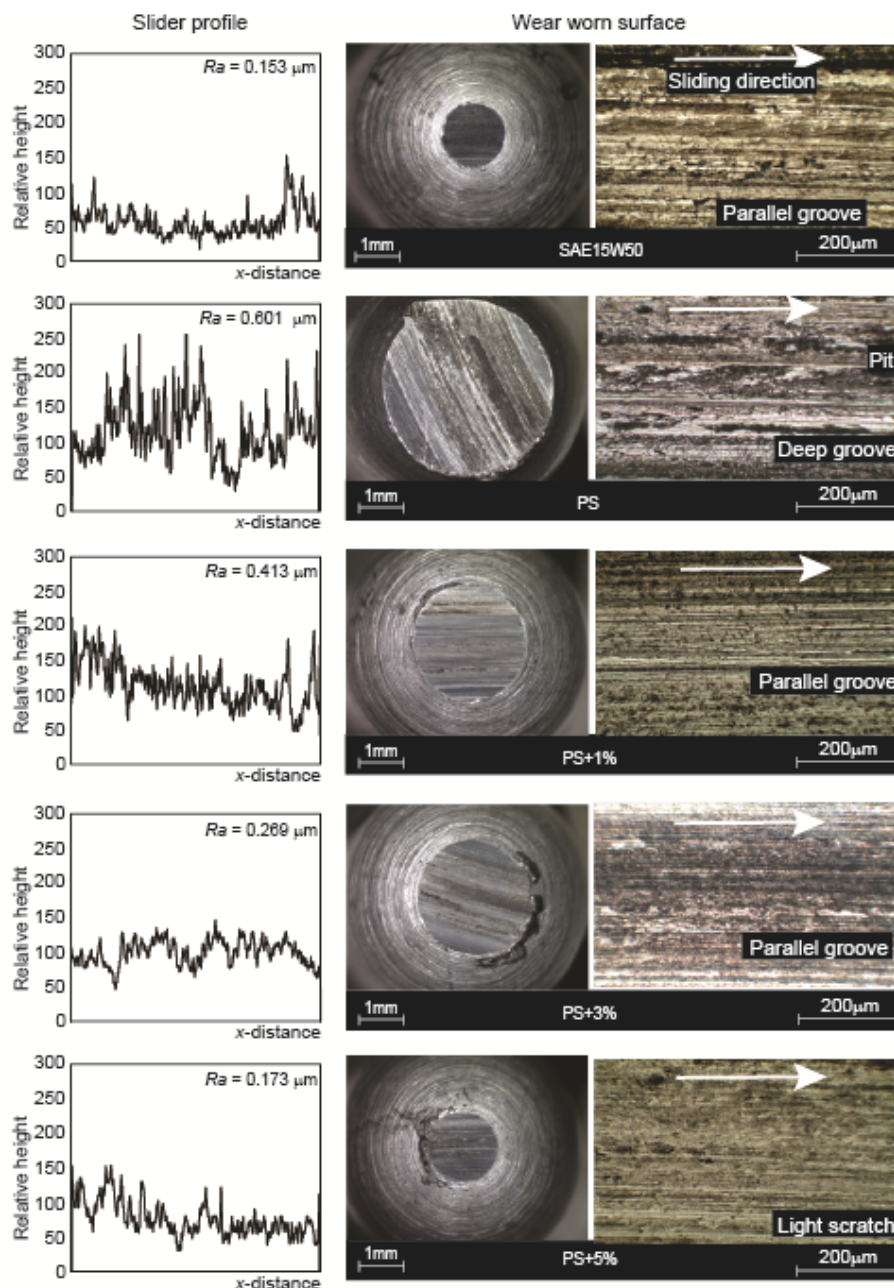 Slider profile
Wear worn surface
Relative height
300
250
200
150
100
50
0
Ra = 0.153 μm
x-distance
Sliding direction
Parallel groove
1mm
SAE15W50
200μm
Relative height
300
250
200
150
100
50
0
Ra = 0.601 μm
x-distance
Pit
Deep groove
1mm
PS
200μm
Relative height
300
250
200
150
100
50
0
Ra = 0.413 μm
x-distance
Parallel groove
1mm
PS+1%
200μm
Relative height
300
250
200
150
100
50
0
Ra = 0.269 μm
x-distance
Parallel groove
1mm
PS+3%
200μm
Relative height
300
250
200
150
100
50
0
Ra = 0.173 μm
x-distance
Light scratch
1mm
PS+5%
200μm